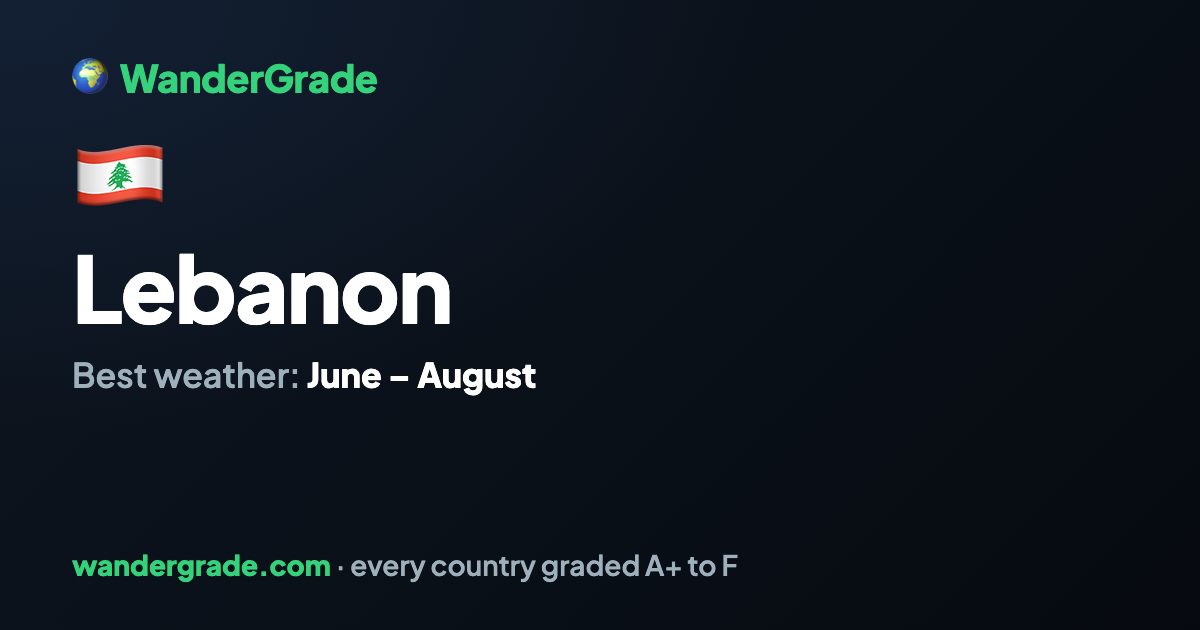 WanderGrade
Lebanon
Best weather: June – August
wandergrade.com · every country graded A+ to F